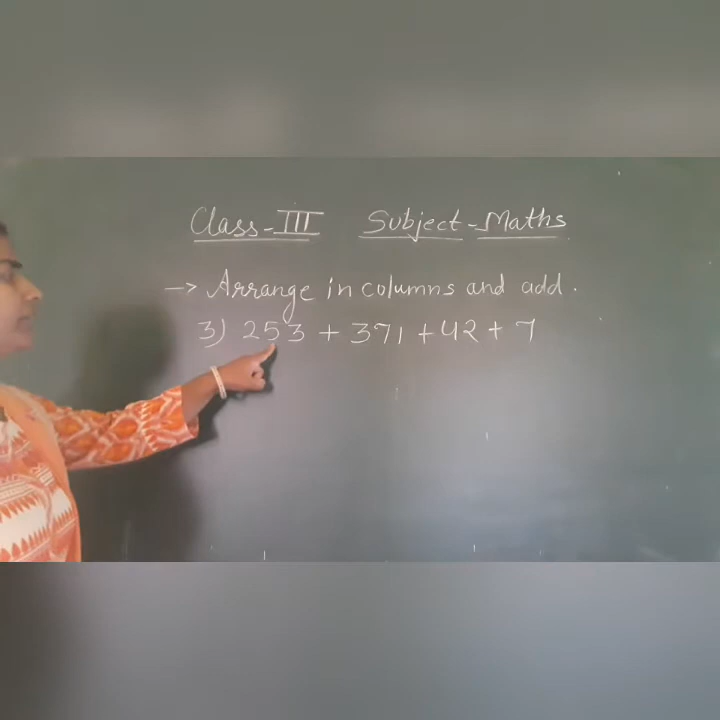 Class-III Subject-Maths
→ Arrange in columns and add.
3) 253 + 371 + 42 + 7